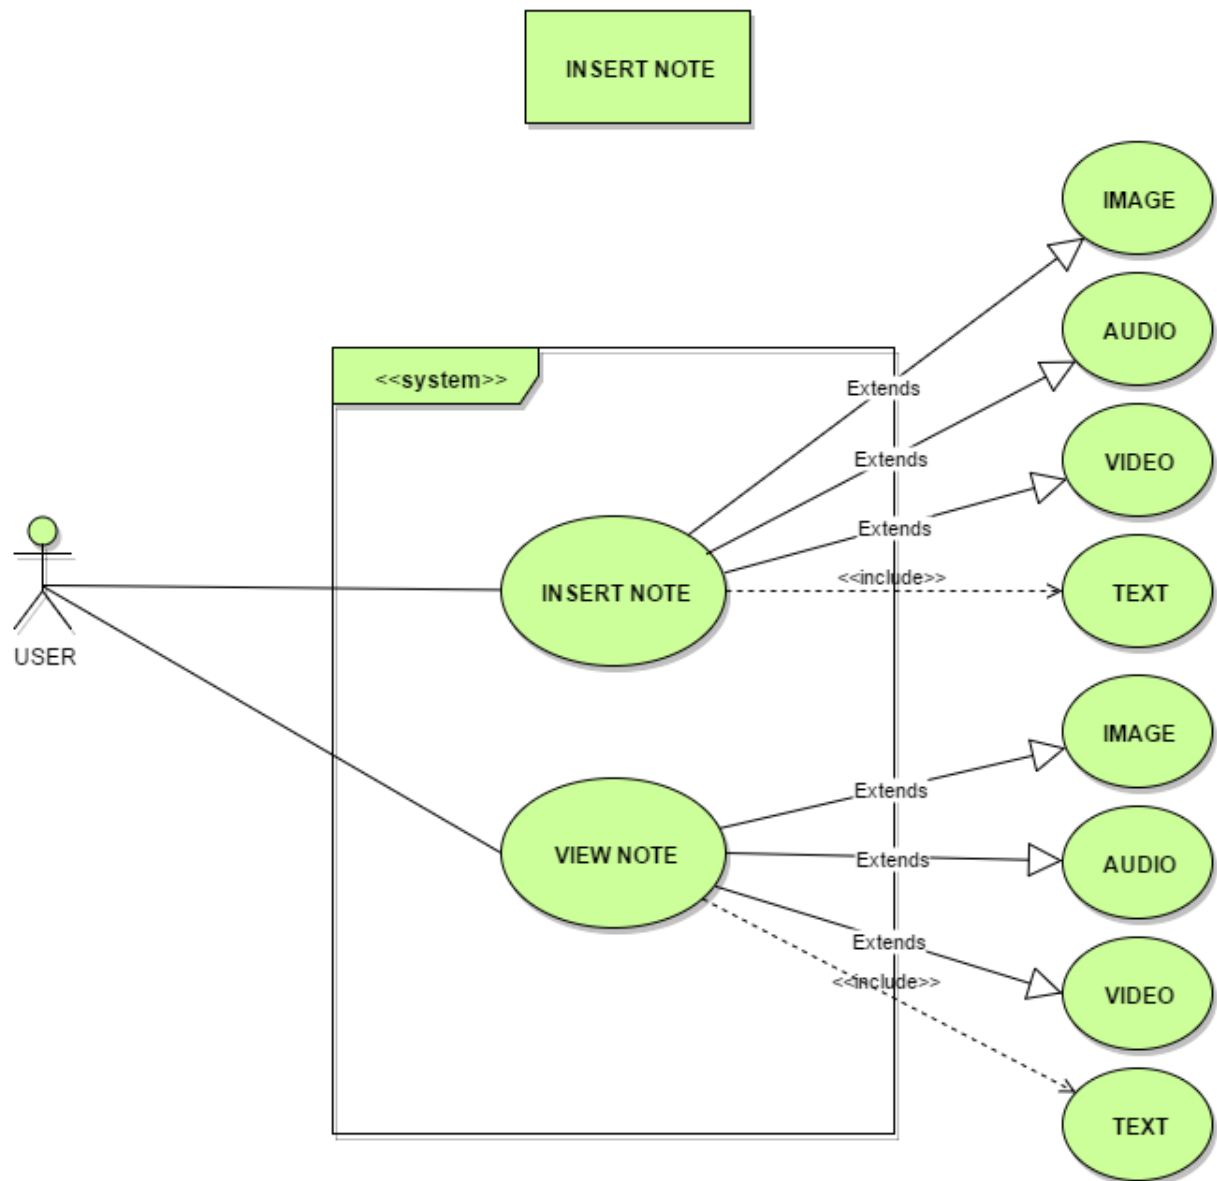 INSERT NOTE
IMAGE
AUDIO
<<system>>
Extends
Extends
VIDEO
Extends
<<include>>
INSERT NOTE
TEXT
USER
IMAGE
Extends
VIEW NOTE
Extends
AUDIO
Extends
<<include>>
VIDEO
TEXT